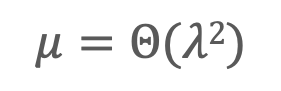 μ = Θ(λ²)